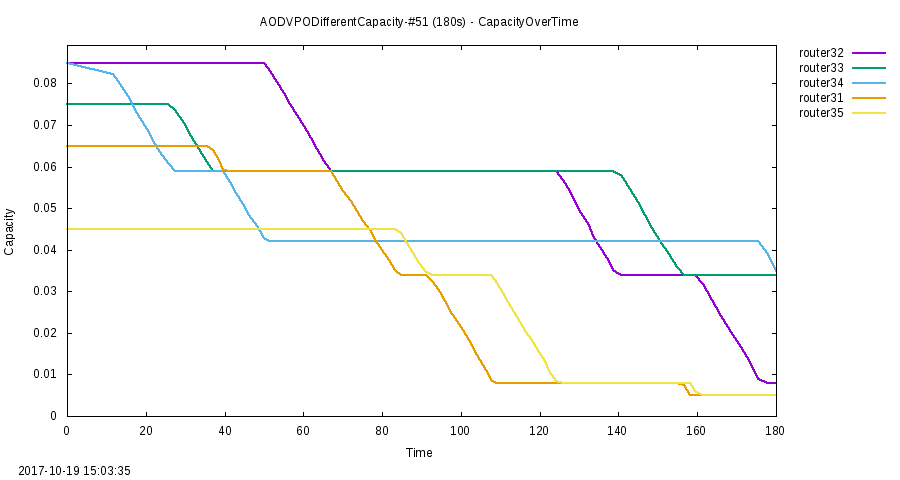 AODVPODifferentCapacity-#51 (180s) - CapacityOverTime
router32
router33
router34
router31
router35
0.08
0.07
0.06
0.05
0.04
0.03
0.02
0.01
0
Capacity
0 20 40 60 80 100 120 140 160 180
Time
2017-10-19 15:03:35